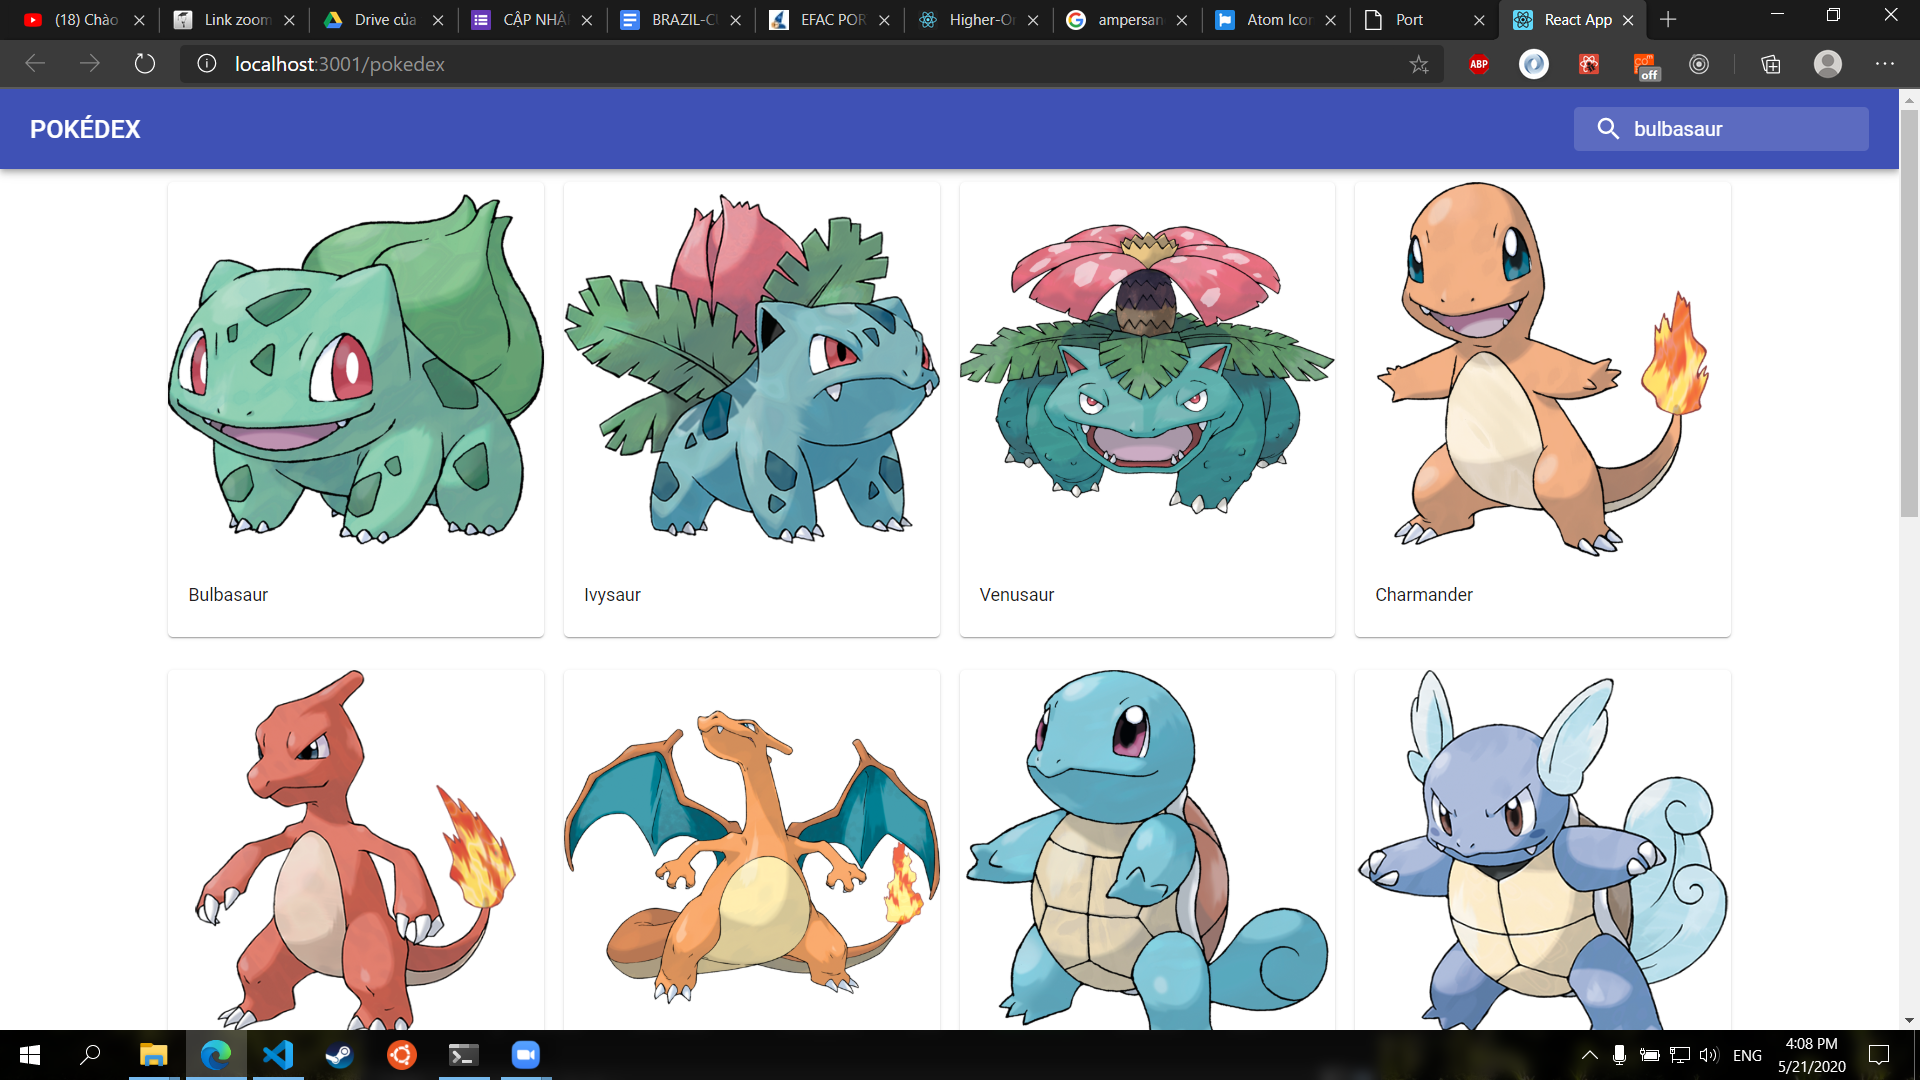 (18) Chào
Link zoom
Drive của
CẬP NHẬ
BRAZIL-C
EFAC POR
Higher-O
ampersan
Atom Icon
Port
React App
localhost:3001/pokedex
ABP
off
POKÉDEX
bulbasaur
Bulbasaur
Ivysaur
Venusaur
Charmander
ENG
4:08 PM
5/21/2020